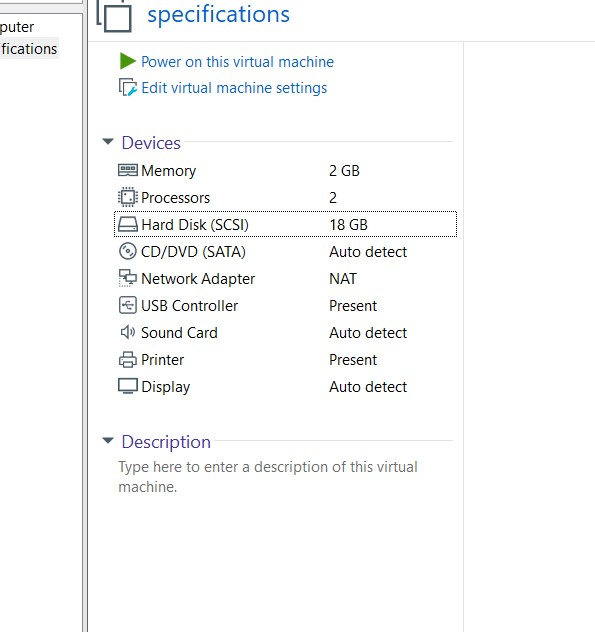 specifications
puter
fications
Power on this virtual machine
Edit virtual machine settings
Devices
Memory 2 GB
Processors 2
Hard Disk (SCSI) 18 GB
CD/DVD (SATA) Auto detect
Network Adapter NAT
USB Controller Present
Sound Card Auto detect
Printer Present
Display Auto detect
Description
Type here to enter a description of this virtual
machine.